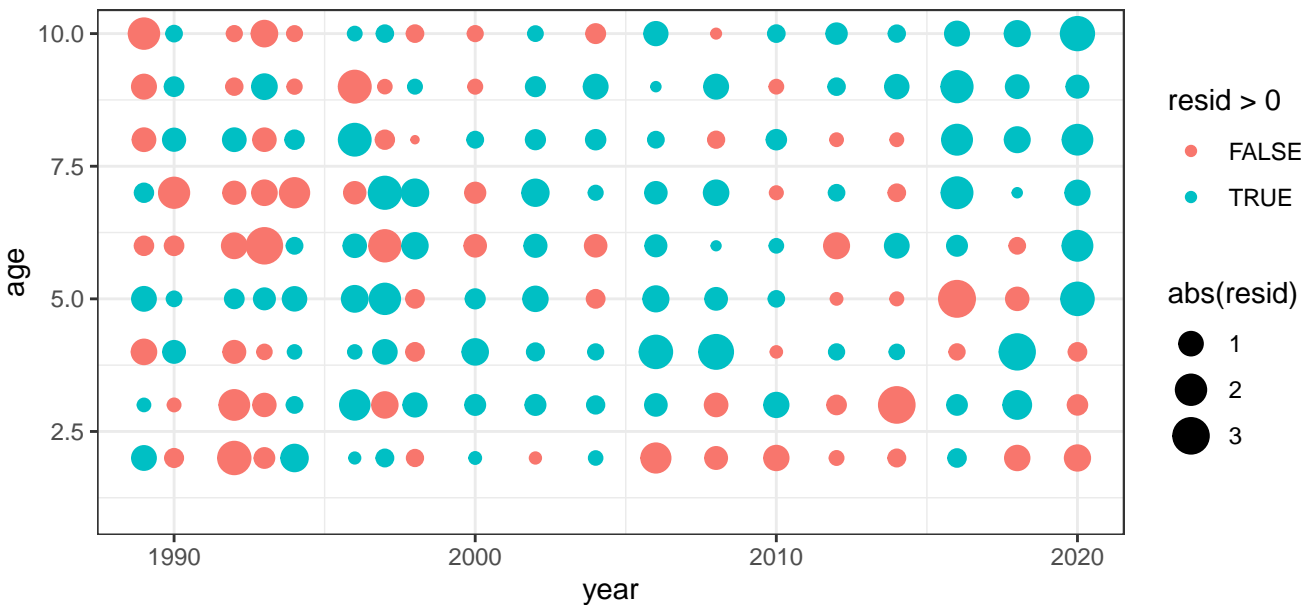 10.0
7.5
5.0
2.5
age
1990
2000
2010
2020
year
resid > 0
FALSE
TRUE
abs(resid)
1
2
3